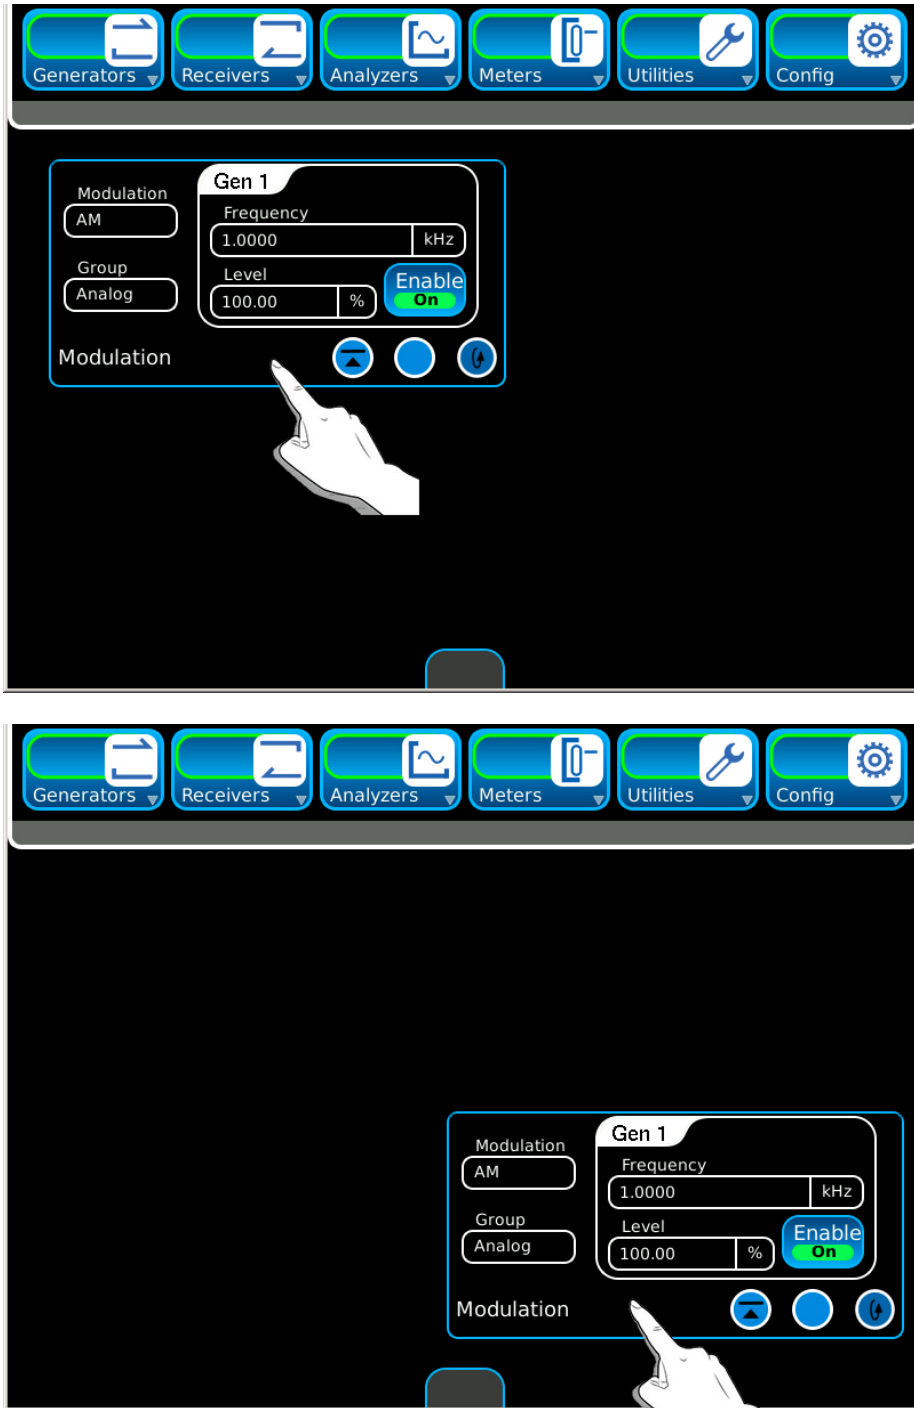 Generators Receivers Analyzers Meters Utilities Config
Gen 1
Modulation
AM
Frequency
1.0000 kHz
Group
Analog
Level
100.00 %
Enable
On
Modulation
Generators Receivers Analyzers Meters Utilities Config
Gen 1
Modulation
AM
Frequency
1.0000 kHz
Group
Analog
Level
100.00 %
Enable
On
Modulation